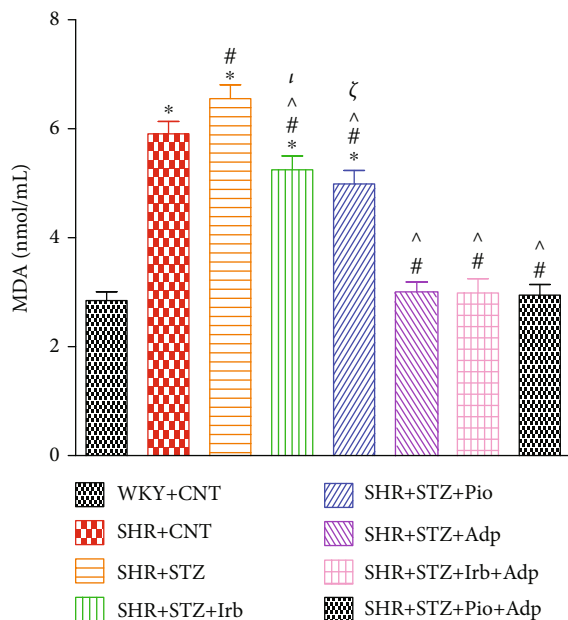 MDA (nmol/mL)
8
6
4
2
0
*
#
*
ι
^
#
*
ζ
^
#
*
^
#
^
#
^
#
WKY+CNT
SHR+CNT
SHR+STZ
SHR+STZ+Irb
SHR+STZ+Pio
SHR+STZ+Adp
SHR+STZ+Irb+Adp
SHR+STZ+Pio+Adp